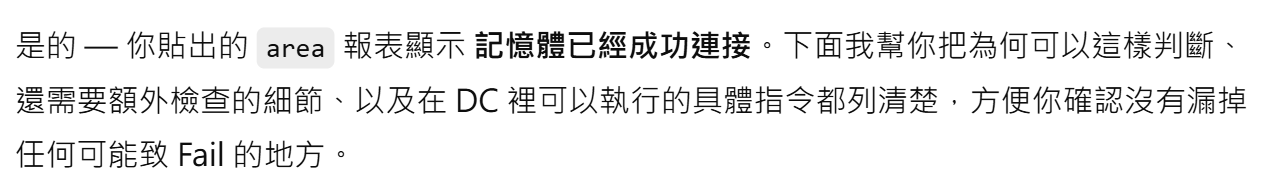 是的 — 你貼出的 area 報表顯示 記憶體已經成功連接。下面我幫你把為何可以這樣判斷、
還需要額外檢查的細節、以及在 DC 裡可以執行的具體指令都列清楚，方便你確認沒有漏掉
任何可能致 Fail 的地方。